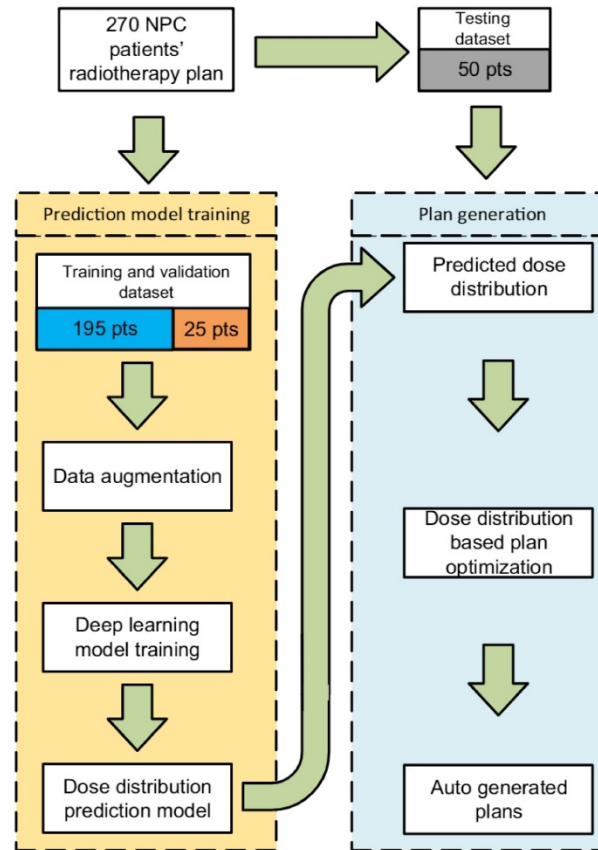 270 NPC
patients'
radiotherapy plan
Testing
dataset
50 pts
Prediction model training
Training and validation
dataset
195 pts
25 pts
Data augmentation
Deep learning
model training
Dose distribution
prediction model
Plan generation
Predicted dose
distribution
Dose distribution
based plan
optimization
Auto generated
plans